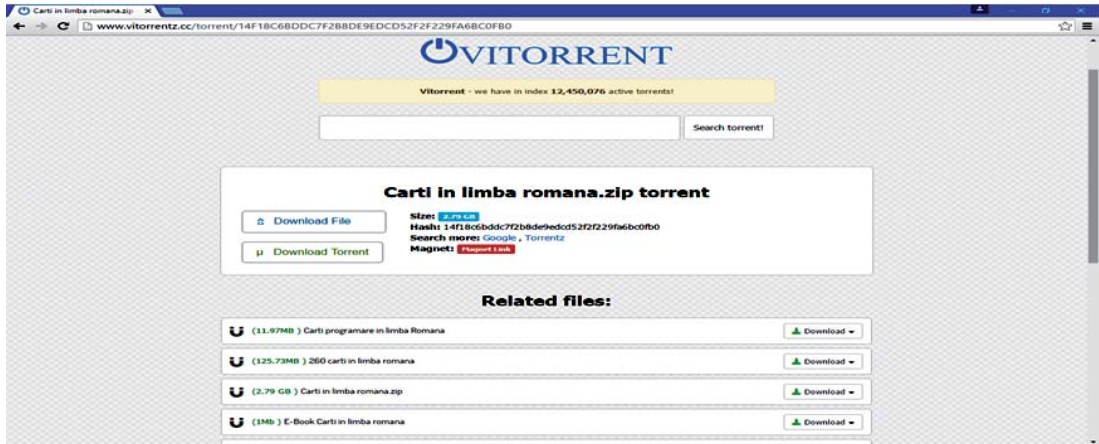 Carti in limba romana.zip
www.vitorrentz.cc/torrent/14F18C6BDDC7F2B8DE9EDCD52F2F229FA6BC0FB0
VITORRENT
Vitorrent - we have in index 12,450,076 active torrents!
Search torrent!
Carti in limba romana.zip torrent
Download File
Size: 2.79 GB
Hash: 14f18c6bddc7f2b8de9edcd52f2f229fa6bc0fb0
Search more: Google , Torrentz
µ Download Torrent
Magnet: Magnet Link
Related files:
(11.97MB ) Carti programare in limba Romana Download
(125.73MB ) 260 carti in limba romana Download
(2.79 GB ) Carti in limba romana.zip Download
(1Mb ) E-Book Carti in limba romana Download